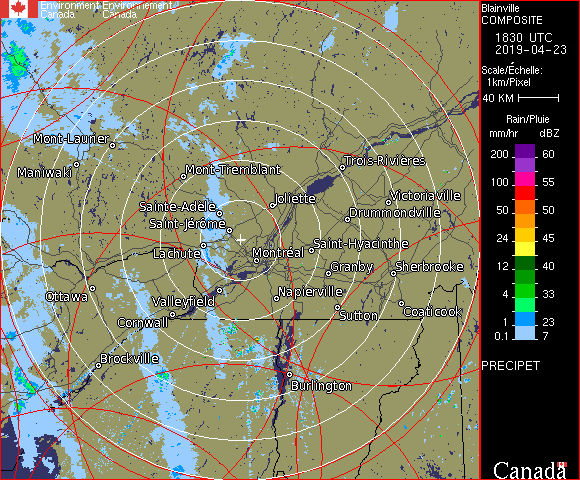 Environment Environnement
Canada Canada
Blainville
COMPOSITE
1830 UTC
2019-04-23
Scale/Échelle:
1km/Pixel
40 KM
Rain/Pluie
mm/hr dBZ
200 60
100 55
50 50
24 45
12 40
4 33
1 23
0.1 7
PRECIPET
Canada
Mont-Laurier
Maniwaki
Mont-Tremblant
Trois-Rivières
Sainte-Adèle
Joliette
Victoriaville
Saint-Jérôme
Drummondville
Lachute
Montréal
Saint-Hyacinthe
Granby
Sherbrooke
Ottawa
Valleyfield
Napierville
Cornwall
Sutton
Coaticook
Brockville
Burlington